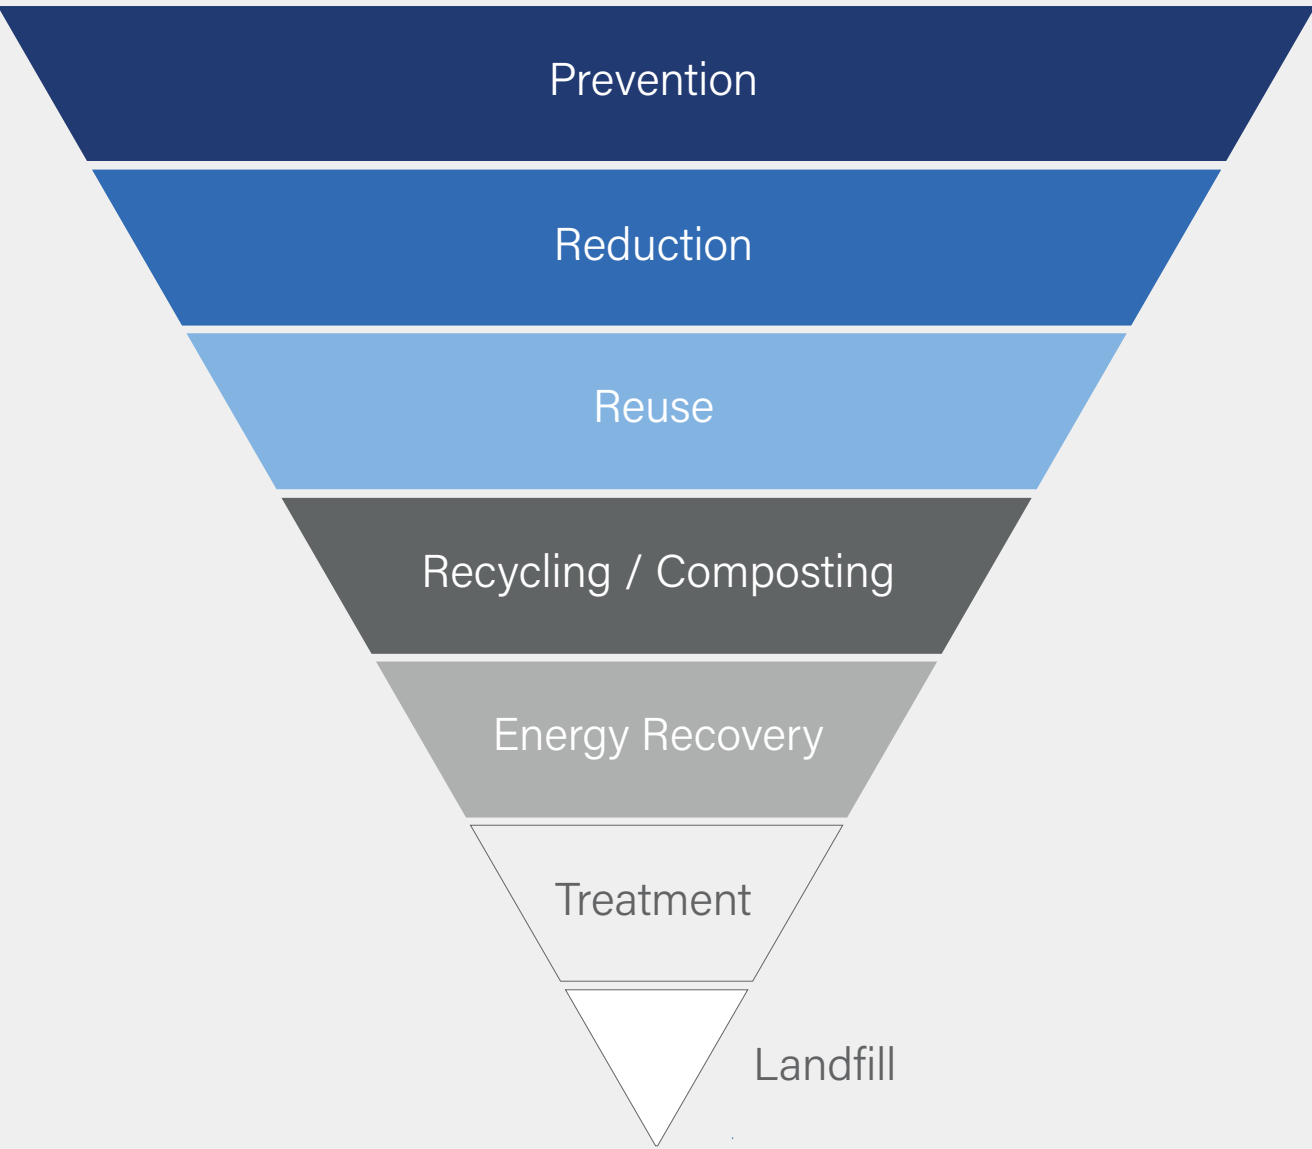 Prevention
Reduction
Reuse
Recycling / Composting
Energy Recovery
Treatment
Landfill